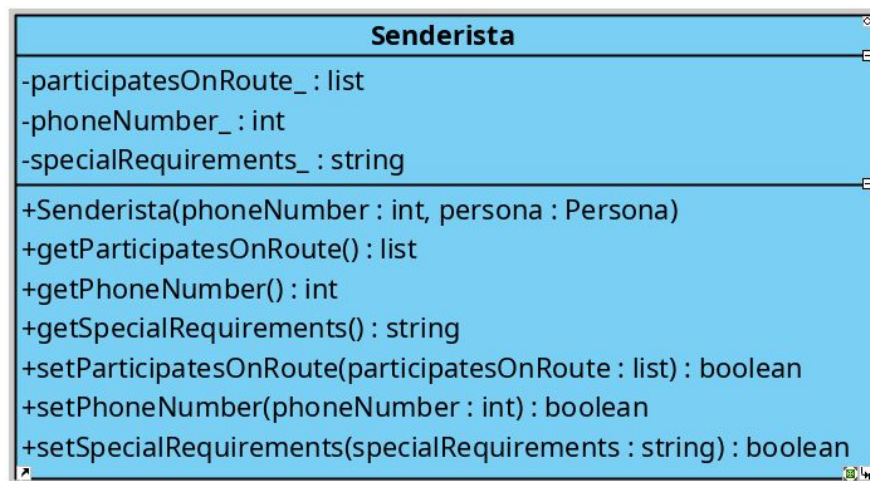 Senderista
-participatesOnRoute_ : list
-phoneNumber_ : int
-specialRequirements_ : string
+Senderista(phoneNumber : int, persona : Persona)
+getParticipatesOnRoute() : list
+getPhoneNumber() : int
+getSpecialRequirements() : string
+setParticipatesOnRoute(participatesOnRoute : list) : boolean
+setPhoneNumber(phoneNumber : int) : boolean
+setSpecialRequirements(specialRequirements : string) : boolean